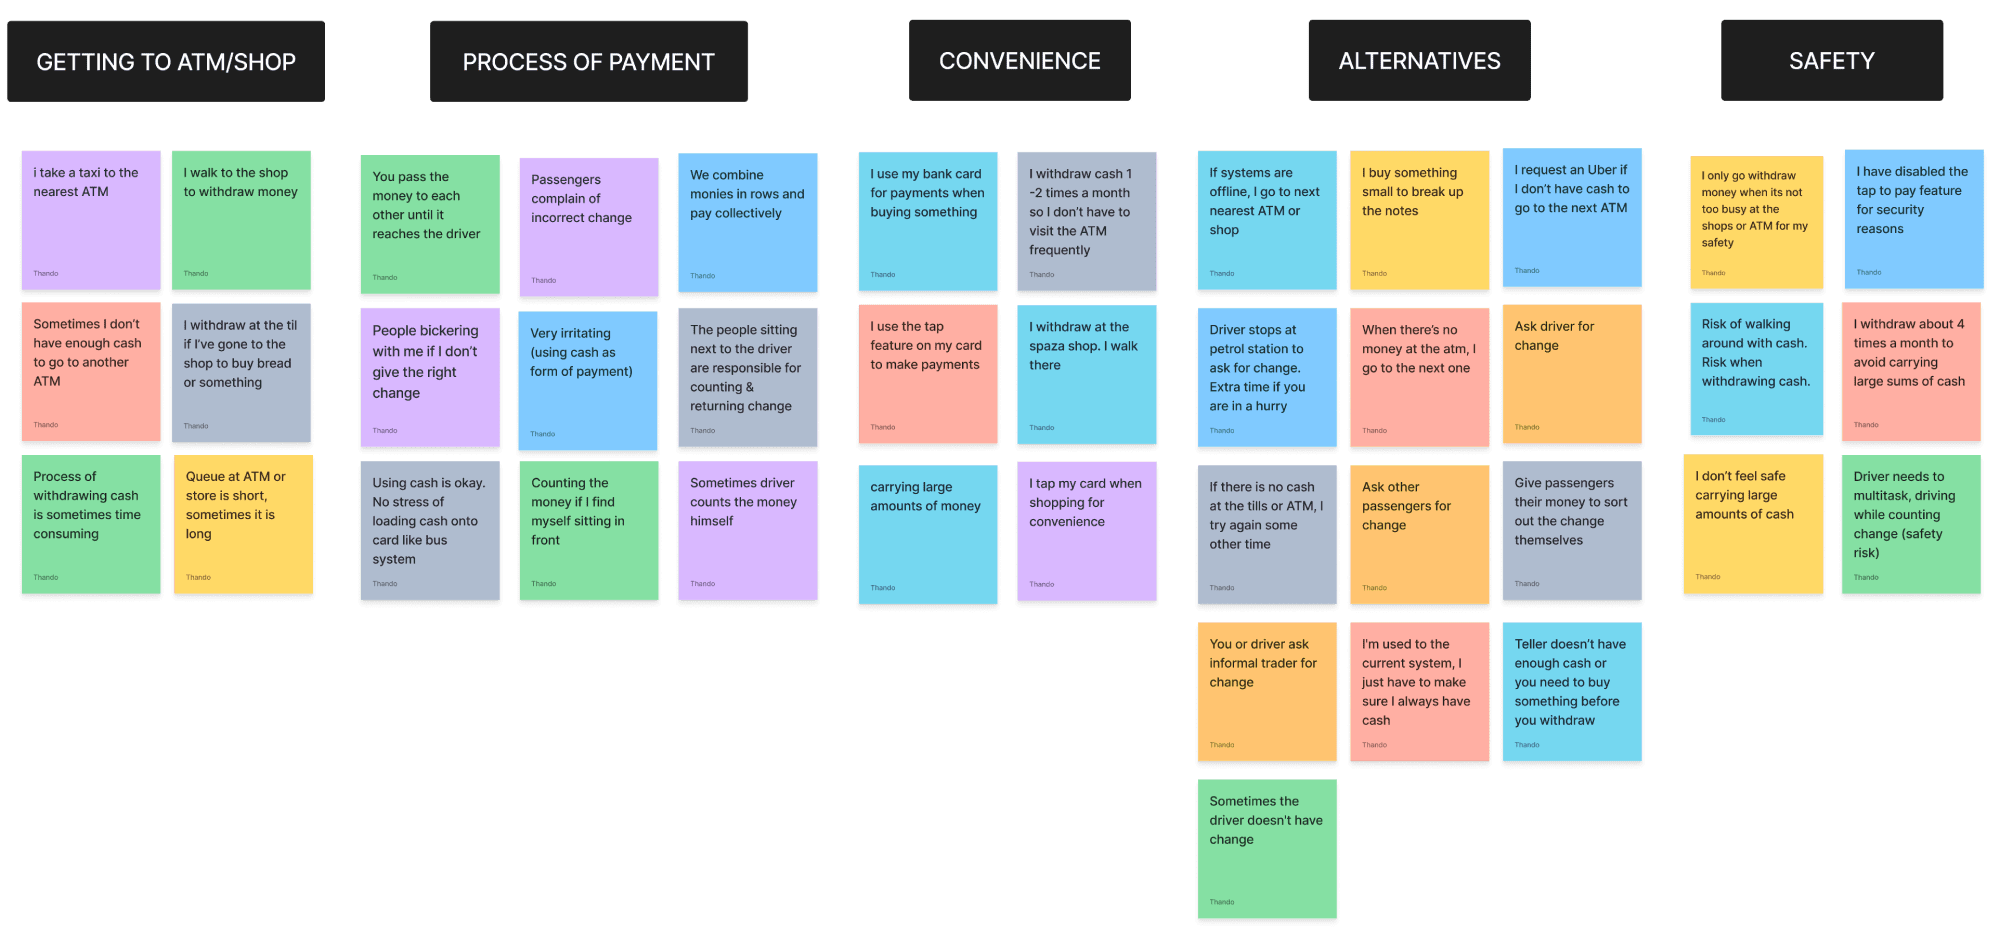 GETTING TO ATM/SHOP
i take a taxi to the
nearest ATM
Thando
I walk to the shop
to withdraw money
Thando
Sometimes I don't
have enough cash
to go to another
ATM
Thando
I withdraw at the til
if I've gone to the
shop to buy bread
or something
Thando
Process of
withdrawing cash
is sometimes time
consuming
Thando
Queue at ATM or
store is short,
sometimes it is
long
Thando
PROCESS OF PAYMENT
You pass the
money to each
other until it
reaches the driver
Thando
Passengers
complain of
incorrect change
Thando
We combine
monies in rows and
pay collectively
Thando
People bickering
with me if I don't
give the right
change
Thando
Very irritating
(using cash as
form of payment)
Thando
The people sitting
next to the driver
are responsible for
counting &
returning change
Thando
Using cash is okay.
No stress of
loading cash onto
card like bus
system
Thando
Counting the
money if I find
myself sitting in
front
Thando
Sometimes driver
counts the money
himself
Thando
CONVENIENCE
I use my bank card
for payments when
buying something
Thando
I withdraw cash 1
-2 times a month
so I don't have to
visit the ATM
frequently
Thando
I use the tap
feature on my card
to make payments
Thando
I withdraw at the
spaza shop. I walk
there
Thando
carrying large
amounts of money
Thando
I tap my card when
shopping for
convenience
Thando
ALTERNATIVES
If systems are
offline, I go to next
nearest ATM or
shop
Thando
I buy something
small to break up
the notes
Thando
I request an Uber if
I don't have cash to
go to the next ATM
Thando
Driver stops at
petrol station to
ask for change.
Extra time if you
are in a hurry
Thando
When there's no
money at the atm, I
go to the next one
Thando
Ask driver for
change
Thando
If there is no cash
at the tills or ATM, I
try again some
other time
Thando
Ask other
passengers for
change
Thando
Give passengers
their money to sort
out the change
themselves
Thando
You or driver ask
informal trader for
change
Thando
I'm used to the
current system, I
just have to make
sure I always have
cash
Thando
Teller doesn't have
enough cash or
you need to buy
something before
you withdraw
Thando
Sometimes the
driver doesn't have
change
Thando
SAFETY
I only go withdraw
money when its not
too busy at the
shops or ATM for my
safety
Thando
I have disabled the
tap to pay feature
for security
reasons
Thando
Risk of walking
around with cash.
Risk when
withdrawing cash.
Thando
I withdraw about 4
times a month to
avoid carrying
large sums of cash
Thando
I don't feel safe
carrying large
amounts of cash
Thando
Driver needs to
multitask, driving
while counting
change (safety
risk)
Thando